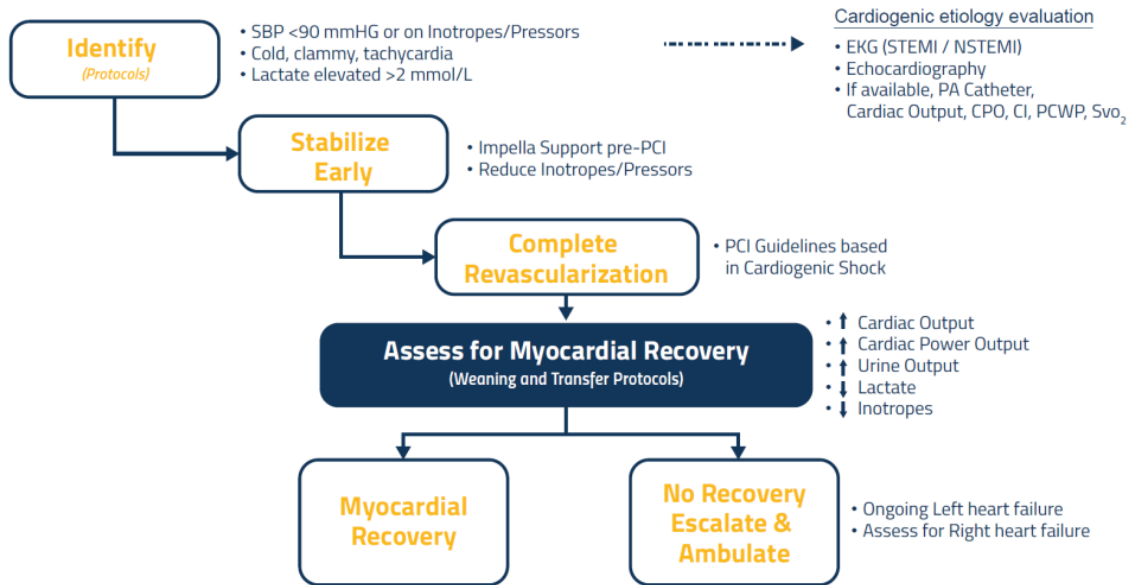 Identify
(Protocols)
• SBP <90 mmHG or on Inotropes/Pressors
• Cold, clammy, tachycardia
• Lactate elevated >2 mmol/L
Cardiogenic etiology evaluation
• EKG (STEMI / NSTEMI)
• Echocardiography
• If available, PA Catheter,
Cardiac Output, CPO, CI, PCWP, Svo₂
Stabilize
Early
• Impella Support pre-PCI
• Reduce Inotropes/Pressors
Complete
Revascularization
• PCI Guidelines based
in Cardiogenic Shock
Assess for Myocardial Recovery
(Weaning and Transfer Protocols)
• ⬆ Cardiac Output
• ⬆ Cardiac Power Output
• ⬆ Urine Output
• ⬇ Lactate
• ⬇ Inotropes
Myocardial
Recovery
No Recovery
Escalate &
Ambulate
• Ongoing Left heart failure
• Assess for Right heart failure